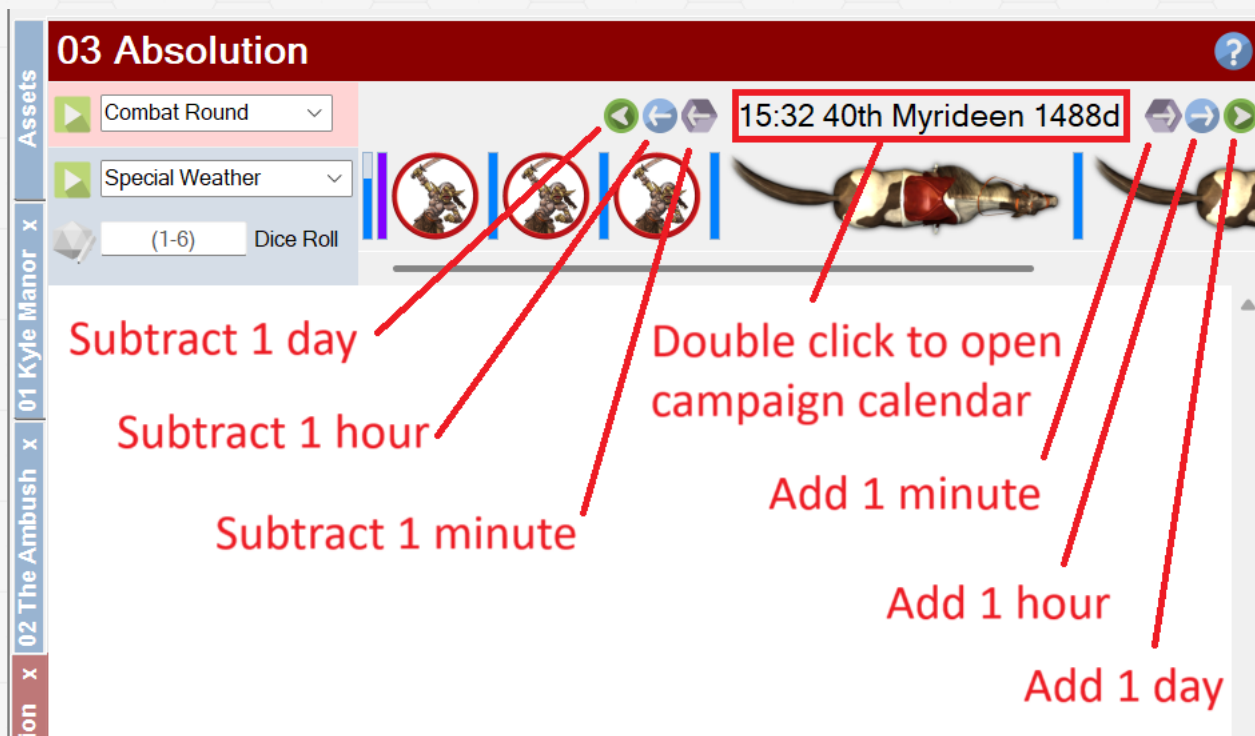 03 Absolution
?
Assets
01 Kyle Manor x
02 The Ambush x
ion x
Combat Round
15:32 40th Myrideen 1488d
Special Weather
(1-6)
Dice Roll
Subtract 1 day
Subtract 1 hour
Subtract 1 minute
Double click to open
campaign calendar
Add 1 minute
Add 1 hour
Add 1 day